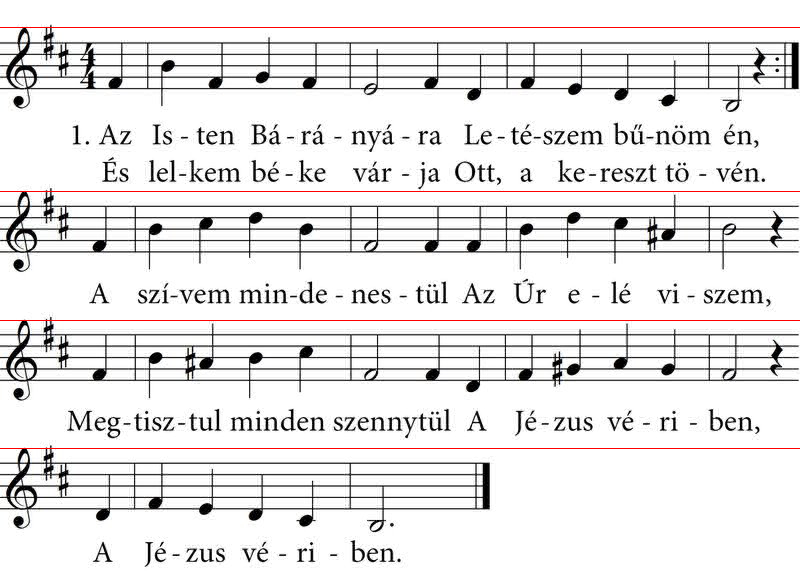 1. Az Is - ten Bá - rá - nyá - ra Le - té - szem bű - nöm én,
És lel - kem bé - ke vár - ja Ott, a ke - reszt tö - vén.
A szí - vem min - de - nes - tül Az Úr e - lé vi - szem,
Meg - tisz - tul minden szennytül A Jé - zus vé - ri - ben,
A Jé - zus vé - ri - ben.